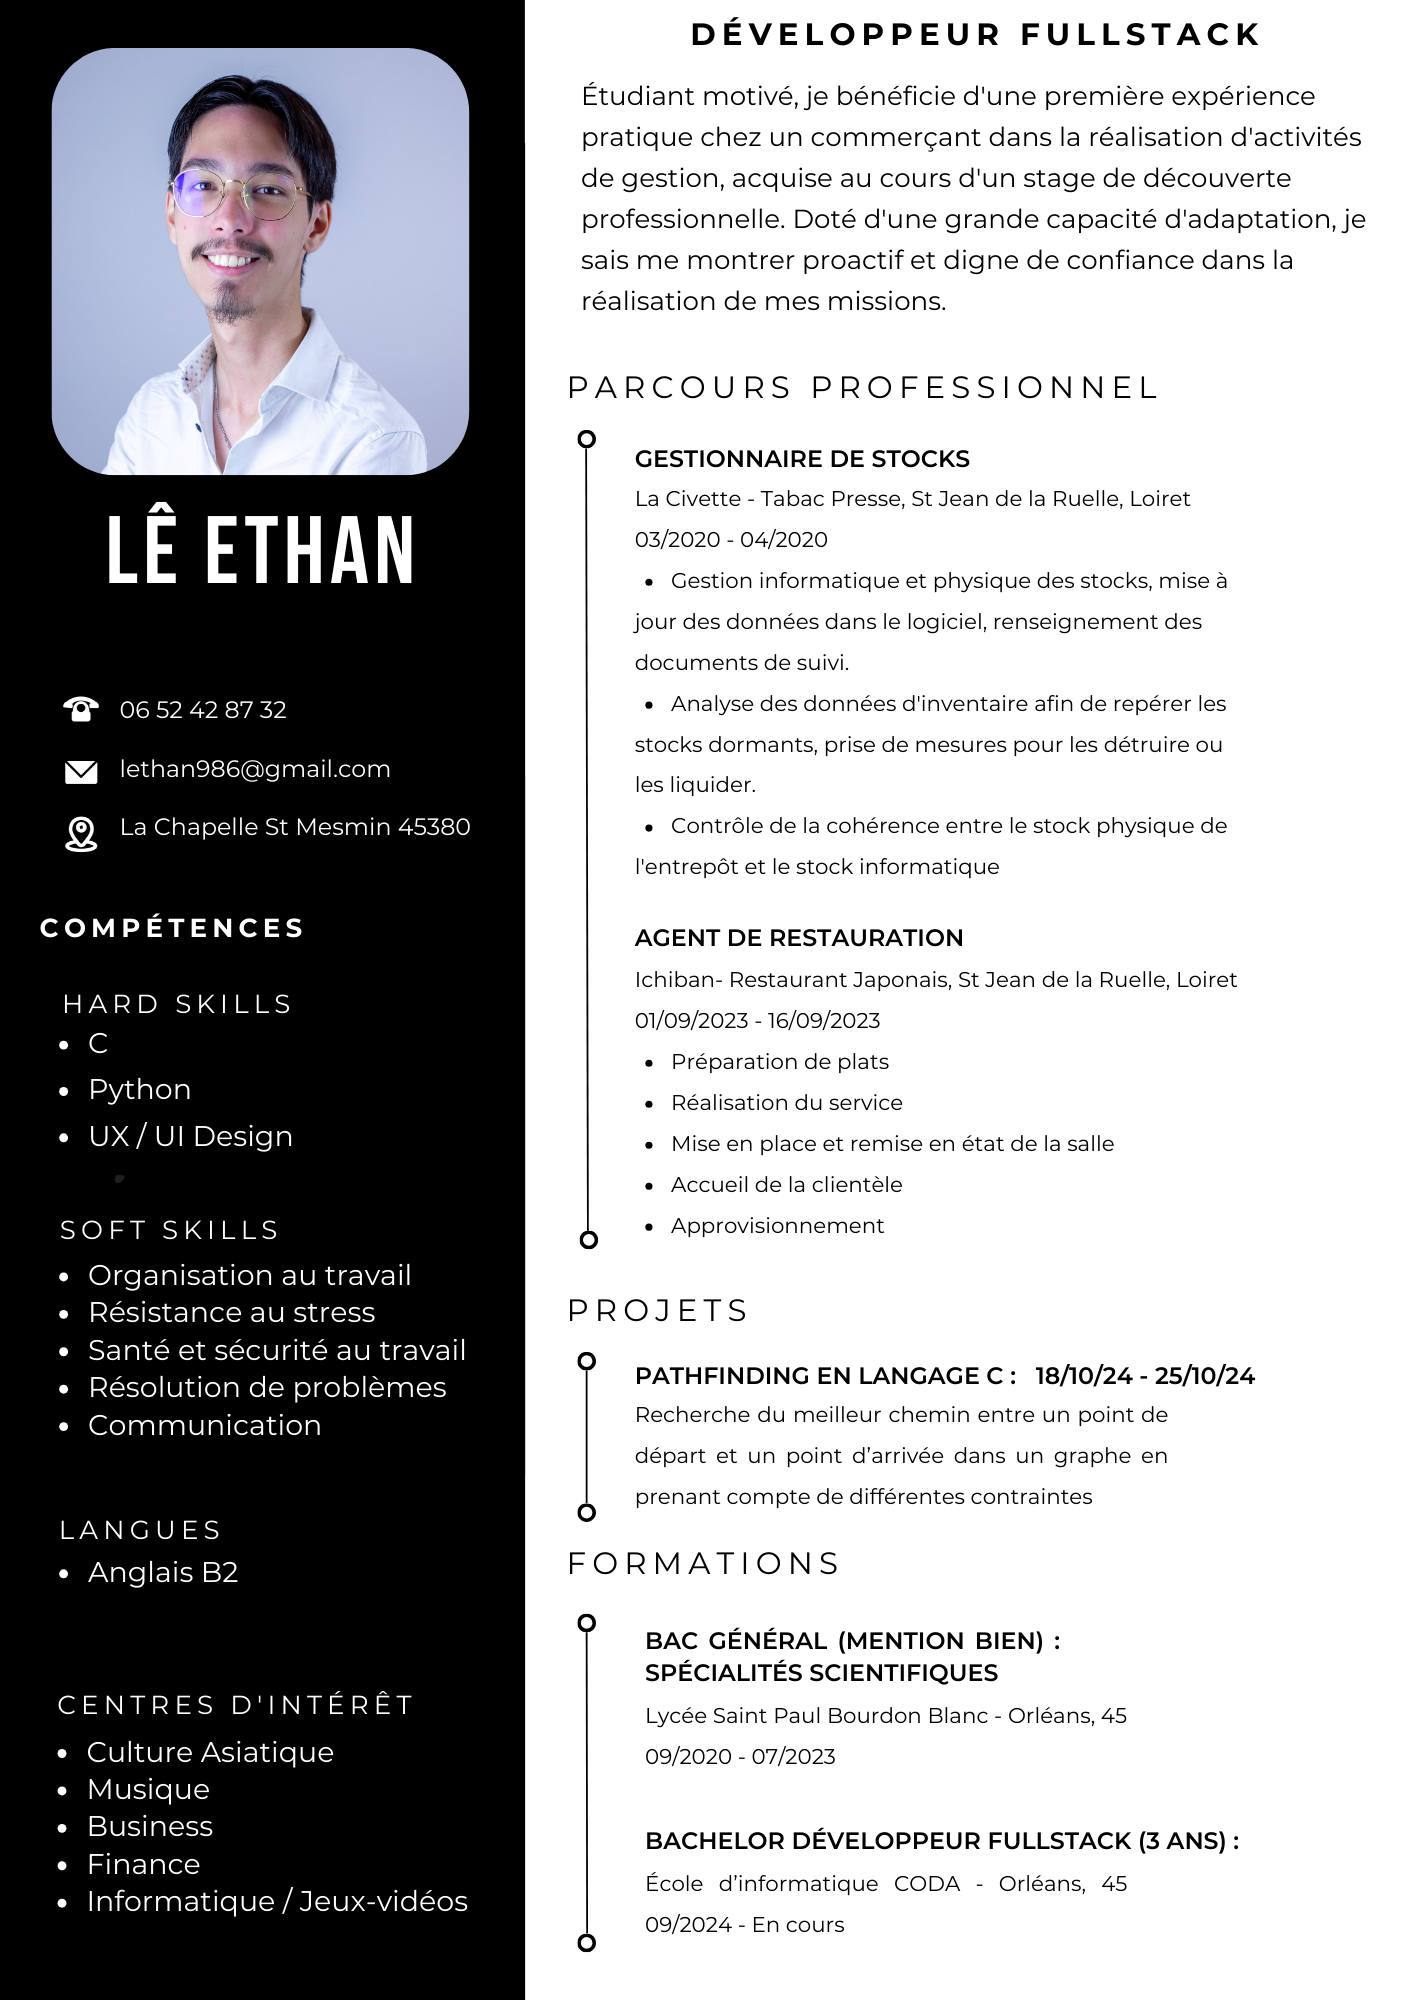 LÊ ETHAN
06 52 42 87 32
lethan986@gmail.com
La Chapelle St Mesmin 45380
COMPÉTENCES
HARD SKILLS
• C
• Python
• UX / UI Design
SOFT SKILLS
• Organisation au travail
• Résistance au stress
• Santé et sécurité au travail
• Résolution de problèmes
• Communication
LANGUES
• Anglais B2
CENTRES D'INTÉRÊT
• Culture Asiatique
• Musique
• Business
• Finance
• Informatique / Jeux-vidéos
DÉVELOPPEUR FULLSTACK
Étudiant motivé, je bénéficie d'une première expérience
pratique chez un commerçant dans la réalisation d'activités
de gestion, acquise au cours d'un stage de découverte
professionnelle. Doté d'une grande capacité d'adaptation, je
sais me montrer proactif et digne de confiance dans la
réalisation de mes missions.
PARCOURS PROFESSIONNEL
GESTIONNAIRE DE STOCKS
La Civette - Tabac Presse, St Jean de la Ruelle, Loiret
03/2020 - 04/2020
• Gestion informatique et physique des stocks, mise à
jour des données dans le logiciel, renseignement des
documents de suivi.
• Analyse des données d'inventaire afin de repérer les
stocks dormants, prise de mesures pour les détruire ou
les liquider.
• Contrôle de la cohérence entre le stock physique de
l'entrepôt et le stock informatique
AGENT DE RESTAURATION
Ichiban- Restaurant Japonais, St Jean de la Ruelle, Loiret
01/09/2023 - 16/09/2023
• Préparation de plats
• Réalisation du service
• Mise en place et remise en état de la salle
• Accueil de la clientèle
• Approvisionnement
PROJETS
PATHFINDING EN LANGAGE C : 18/10/24 - 25/10/24
Recherche du meilleur chemin entre un point de
départ et un point d’arrivée dans un graphe en
prenant compte de différentes contraintes
FORMATIONS
BAC GÉNÉRAL (MENTION BIEN) :
SPÉCIALITÉS SCIENTIFIQUES
Lycée Saint Paul Bourdon Blanc - Orléans, 45
09/2020 - 07/2023
BACHELOR DÉVELOPPEUR FULLSTACK (3 ANS) :
École d’informatique CODA - Orléans, 45
09/2024 - En cours